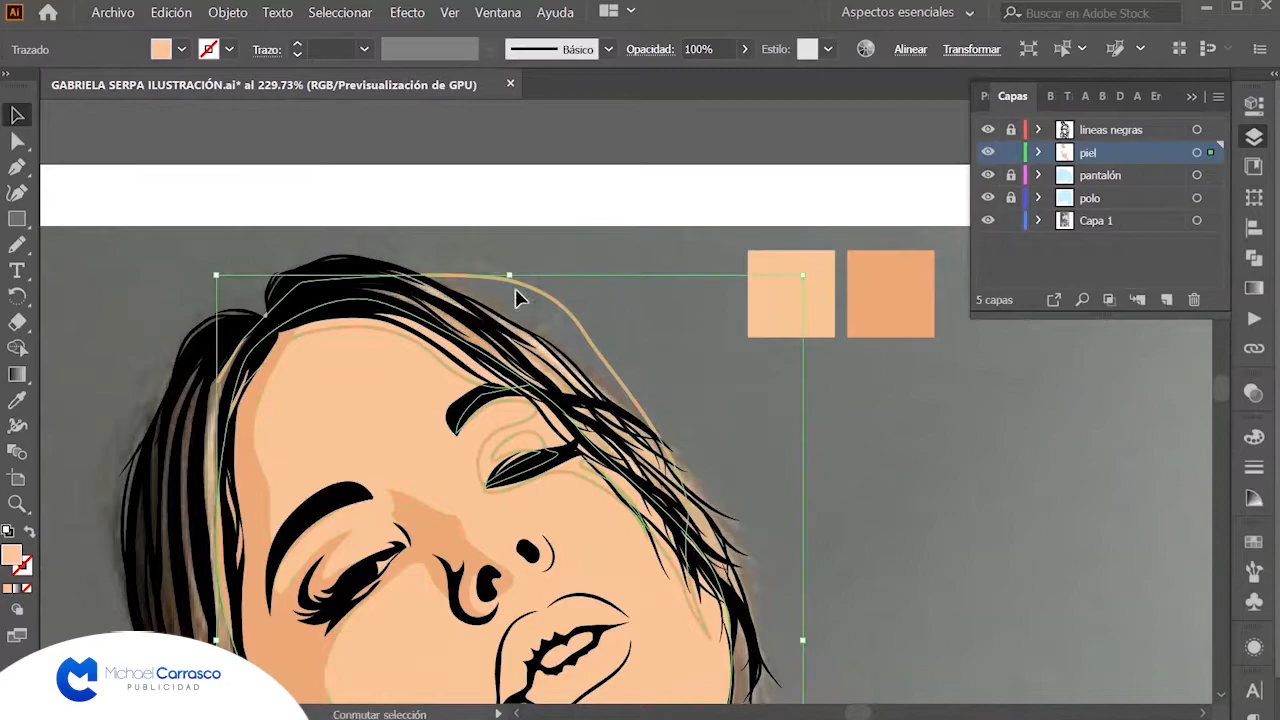 Ai Archivo Edición Objeto Texto Seleccionar Efecto Ver Ventana Ayuda Aspectos esenciales Buscar en Adobe Stock
Trazado Trazo: Básico Opacidad: 100% Estilo: Alinear Transformar
GABRIELA SERPA ILUSTRACIÓN.ai* al 229.73% (RGB/Previsualización de GPU)
Capas B T A B D A Er
lineas negras
piel
pantalón
polo
Capa 1
5 capas
Michael Carrasco
PUBLICIDAD
Conmutar selección